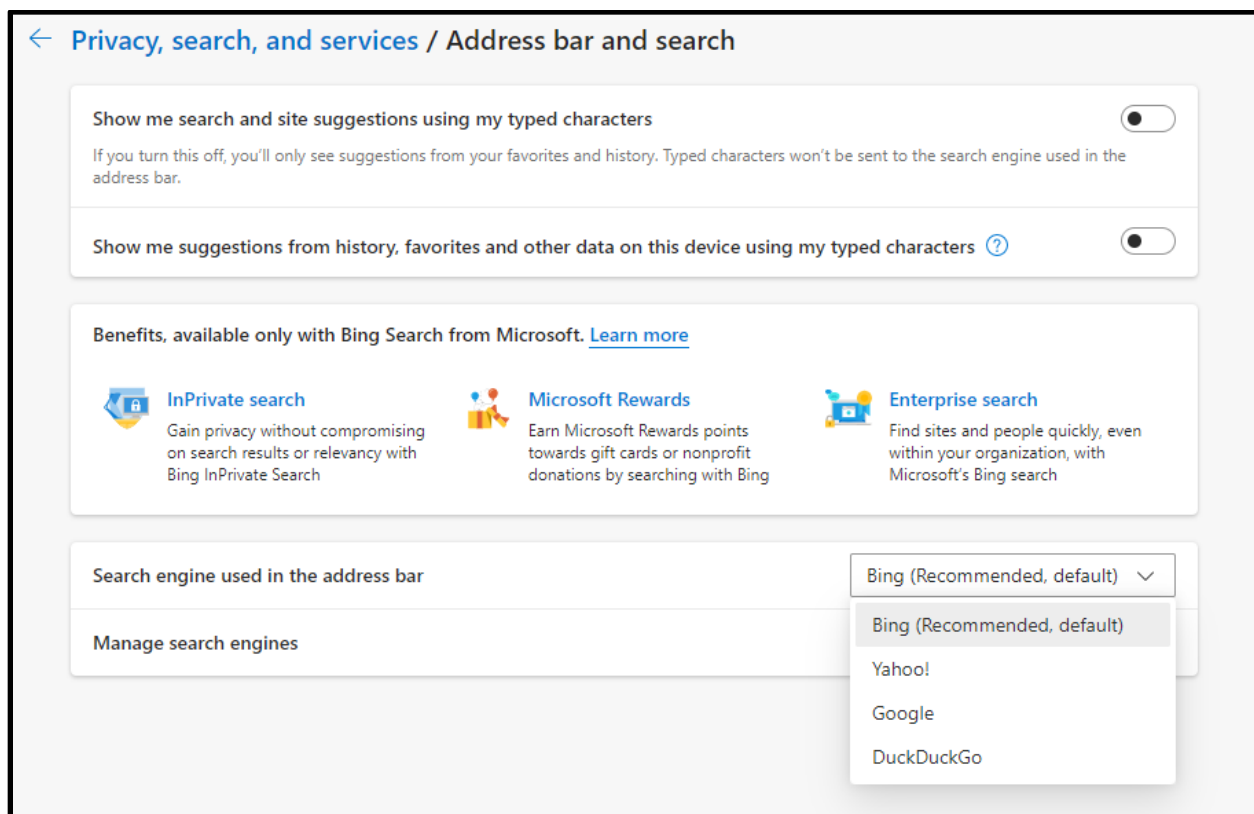 Privacy, search, and services / Address bar and search
Show me search and site suggestions using my typed characters
If you turn this off, you'll only see suggestions from your favorites and history. Typed characters won't be sent to the search engine used in the
address bar.
Show me suggestions from history, favorites and other data on this device using my typed characters ?
Benefits, available only with Bing Search from Microsoft. Learn more
InPrivate search
Gain privacy without compromising
on search results or relevancy with
Bing InPrivate Search
Microsoft Rewards
Earn Microsoft Rewards points
towards gift cards or nonprofit
donations by searching with Bing
Enterprise search
Find sites and people quickly, even
within your organization, with
Microsoft's Bing search
Search engine used in the address bar
Bing (Recommended, default)
Bing (Recommended, default)
Yahoo!
Google
DuckDuckGo
Manage search engines